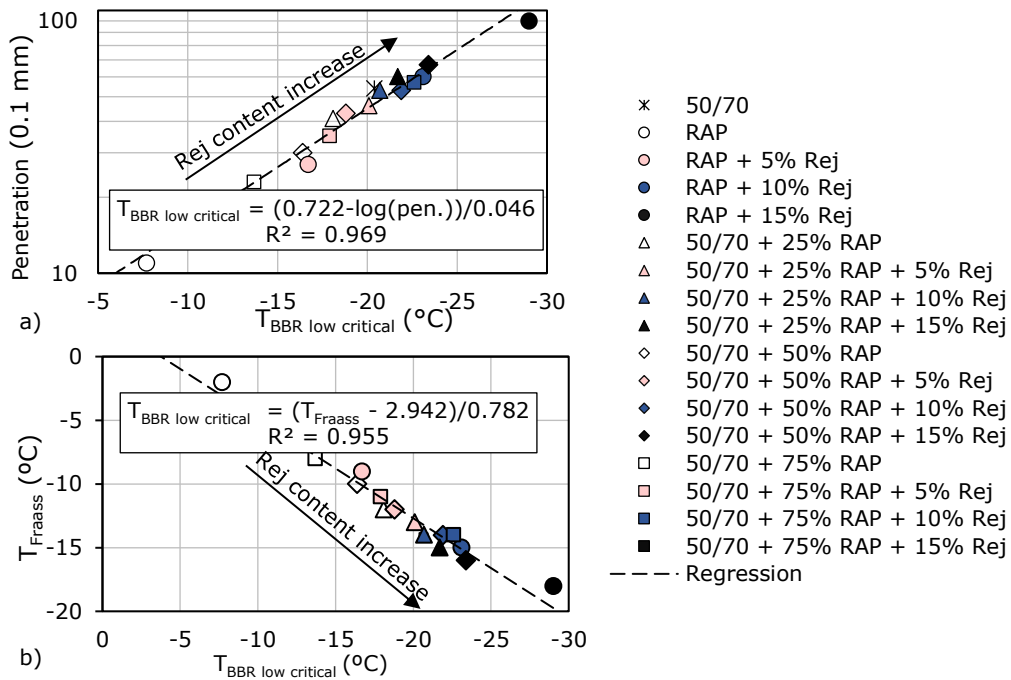 100
10
Penetration (0.1 mm)
Rej content increase
T_BBR low critical = (0.722-log(pen.))/0.046
R² = 0.969
-5 -10 -15 -20 -25 -30
a)
T_BBR low critical (°C)
0
-5
-10
-15
-20
T_Fraass (ºC)
T_BBR low critical = (T_Fraass - 2.942)/0.782
R² = 0.955
Rej content increase
0 -5 -10 -15 -20 -25 -30
b)
T_BBR low critical (ºC)
50/70
RAP
RAP + 5% Rej
RAP + 10% Rej
RAP + 15% Rej
50/70 + 25% RAP
50/70 + 25% RAP + 5% Rej
50/70 + 25% RAP + 10% Rej
50/70 + 25% RAP + 15% Rej
50/70 + 50% RAP
50/70 + 50% RAP + 5% Rej
50/70 + 50% RAP + 10% Rej
50/70 + 50% RAP + 15% Rej
50/70 + 75% RAP
50/70 + 75% RAP + 5% Rej
50/70 + 75% RAP + 10% Rej
50/70 + 75% RAP + 15% Rej
Regression